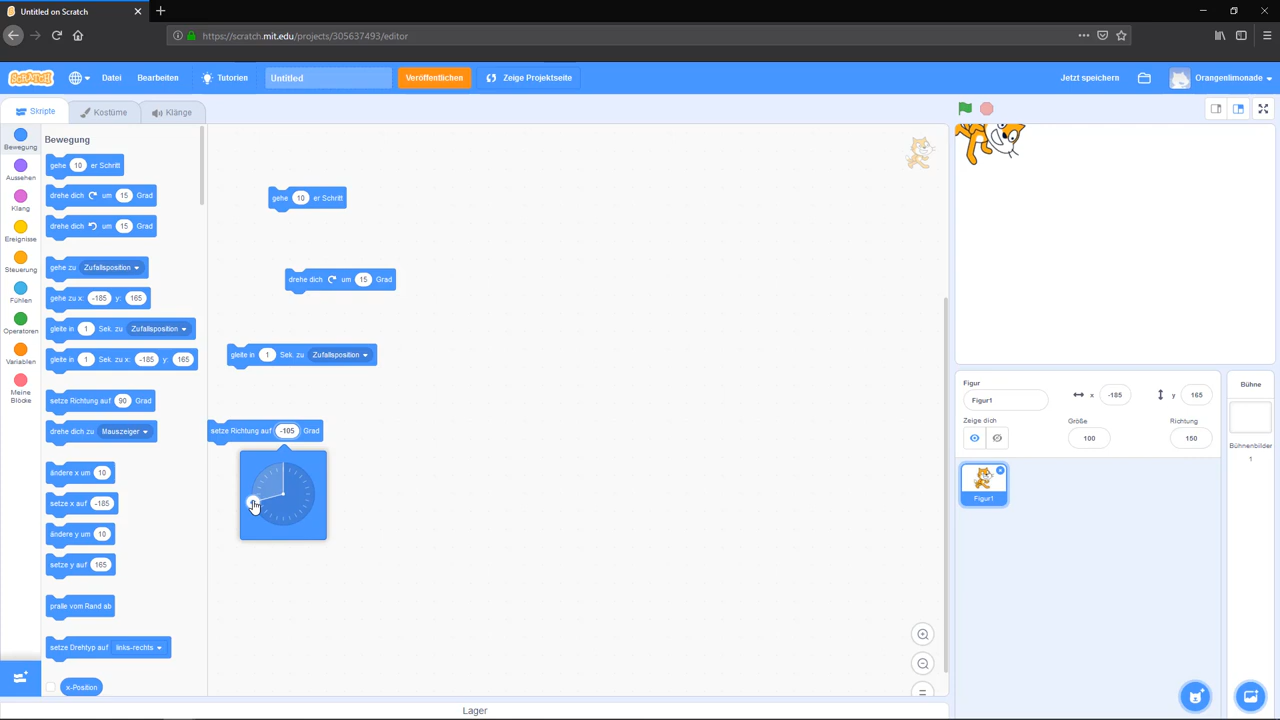 Untitled on Scratch
https://scratch.mit.edu/projects/305637493/editor
SCRATCH
Datei
Bearbeiten
Tutorien
Untitled
Veröffentlichen
Zeige Projektseite
Jetzt speichern
Orangenlimonade
Skripte
Kostüme
Klänge
Bewegung
Aussehen
Klang
Ereignisse
Steuerung
Fühlen
Operatoren
Variablen
Meine
Blöcke
Bewegung
gehe 10 er Schritt
drehe dich um 15 Grad
drehe dich um 15 Grad
gehe zu Zufallsposition
gehe zu x: -185 y: 165
gleite in 1 Sek. zu Zufallsposition
gleite in 1 Sek. zu x: -185 y: 165
setze Richtung auf 90 Grad
drehe dich zu Mauszeiger
ändere x um 10
setze x auf -185
ändere y um 10
setze y auf 165
pralle vom Rand ab
setze Drehtyp auf links-rechts
x-Position
gehe 10 er Schritt
drehe dich um 15 Grad
gleite in 1 Sek. zu Zufallsposition
setze Richtung auf -105 Grad
Figur
Figur1
x -185
y 165
Zeige dich
Größe
100
Richtung
150
Figur1
Bühne
Bühnenbilder
1
Lager